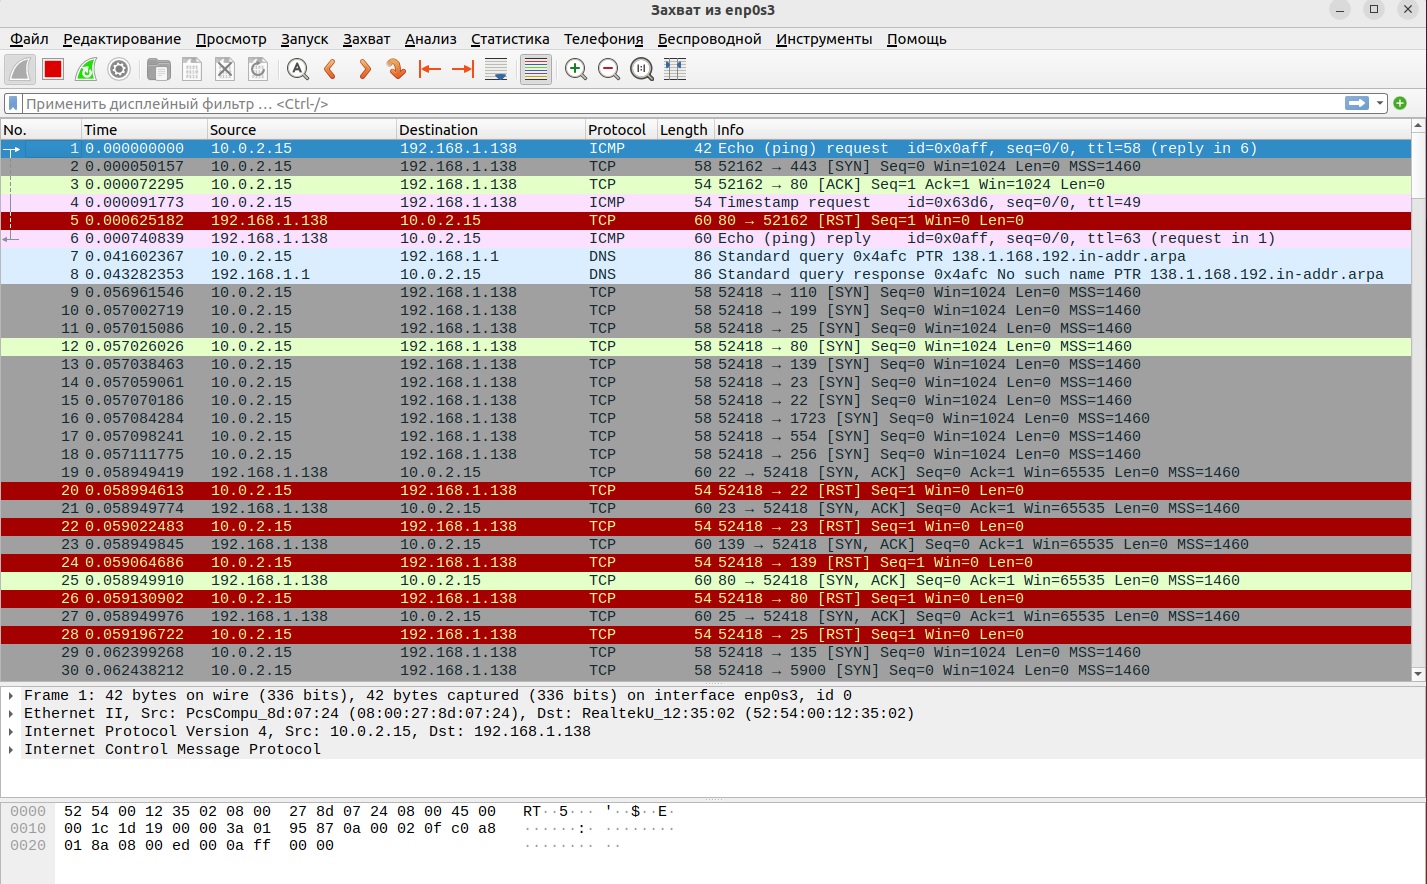 Захват из enp0s3
Файл Редактирование Просмотр Запуск Захват Анализ Статистика Телефония Беспроводной Инструменты Помощь
Применить дисплейный фильтр ... <Ctrl-/>
No. Time Source Destination Protocol Length Info
1 0.000000000 10.0.2.15 192.168.1.138 ICMP 42 Echo (ping) request id=0x0aff, seq=0/0, ttl=58 (reply in 6)
2 0.000050157 10.0.2.15 192.168.1.138 TCP 58 52162 → 443 [SYN] Seq=0 Win=1024 Len=0 MSS=1460
3 0.000072295 10.0.2.15 192.168.1.138 TCP 54 52162 → 80 [ACK] Seq=1 Ack=1 Win=1024 Len=0
4 0.000091773 10.0.2.15 192.168.1.138 ICMP 54 Timestamp request id=0x63d6, seq=0/0, ttl=49
5 0.000625182 192.168.1.138 10.0.2.15 TCP 60 80 → 52162 [RST] Seq=1 Win=0 Len=0
6 0.000740839 192.168.1.138 10.0.2.15 ICMP 60 Echo (ping) reply id=0x0aff, seq=0/0, ttl=63 (request in 1)
7 0.041602367 10.0.2.15 192.168.1.1 DNS 86 Standard query 0x4afc PTR 138.1.168.192.in-addr.arpa
8 0.043282353 192.168.1.1 10.0.2.15 DNS 86 Standard query response 0x4afc No such name PTR 138.1.168.192.in-addr.arpa
9 0.056961546 10.0.2.15 192.168.1.138 TCP 58 52418 → 110 [SYN] Seq=0 Win=1024 Len=0 MSS=1460
10 0.057002719 10.0.2.15 192.168.1.138 TCP 58 52418 → 199 [SYN] Seq=0 Win=1024 Len=0 MSS=1460
11 0.057015086 10.0.2.15 192.168.1.138 TCP 58 52418 → 25 [SYN] Seq=0 Win=1024 Len=0 MSS=1460
12 0.057026026 10.0.2.15 192.168.1.138 TCP 58 52418 → 80 [SYN] Seq=0 Win=1024 Len=0 MSS=1460
13 0.057038463 10.0.2.15 192.168.1.138 TCP 58 52418 → 139 [SYN] Seq=0 Win=1024 Len=0 MSS=1460
14 0.057059061 10.0.2.15 192.168.1.138 TCP 58 52418 → 23 [SYN] Seq=0 Win=1024 Len=0 MSS=1460
15 0.057070186 10.0.2.15 192.168.1.138 TCP 58 52418 → 22 [SYN] Seq=0 Win=1024 Len=0 MSS=1460
16 0.057084284 10.0.2.15 192.168.1.138 TCP 58 52418 → 1723 [SYN] Seq=0 Win=1024 Len=0 MSS=1460
17 0.057098241 10.0.2.15 192.168.1.138 TCP 58 52418 → 554 [SYN] Seq=0 Win=1024 Len=0 MSS=1460
18 0.057111775 10.0.2.15 192.168.1.138 TCP 58 52418 → 256 [SYN] Seq=0 Win=1024 Len=0 MSS=1460
19 0.058949419 192.168.1.138 10.0.2.15 TCP 60 22 → 52418 [SYN, ACK] Seq=0 Ack=1 Win=65535 Len=0 MSS=1460
20 0.058994613 10.0.2.15 192.168.1.138 TCP 54 52418 → 22 [RST] Seq=1 Win=0 Len=0
21 0.058949774 192.168.1.138 10.0.2.15 TCP 60 23 → 52418 [SYN, ACK] Seq=0 Ack=1 Win=65535 Len=0 MSS=1460
22 0.059022483 10.0.2.15 192.168.1.138 TCP 54 52418 → 23 [RST] Seq=1 Win=0 Len=0
23 0.058949845 192.168.1.138 10.0.2.15 TCP 60 139 → 52418 [SYN, ACK] Seq=0 Ack=1 Win=65535 Len=0 MSS=1460
24 0.059064686 10.0.2.15 192.168.1.138 TCP 54 52418 → 139 [RST] Seq=1 Win=0 Len=0
25 0.058949910 192.168.1.138 10.0.2.15 TCP 60 80 → 52418 [SYN, ACK] Seq=0 Ack=1 Win=65535 Len=0 MSS=1460
26 0.059130902 10.0.2.15 192.168.1.138 TCP 54 52418 → 80 [RST] Seq=1 Win=0 Len=0
27 0.058949976 192.168.1.138 10.0.2.15 TCP 60 25 → 52418 [SYN, ACK] Seq=0 Ack=1 Win=65535 Len=0 MSS=1460
28 0.059196722 10.0.2.15 192.168.1.138 TCP 54 52418 → 25 [RST] Seq=1 Win=0 Len=0
29 0.062399268 10.0.2.15 192.168.1.138 TCP 58 52418 → 135 [SYN] Seq=0 Win=1024 Len=0 MSS=1460
30 0.062438212 10.0.2.15 192.168.1.138 TCP 58 52418 → 5900 [SYN] Seq=0 Win=1024 Len=0 MSS=1460
Frame 1: 42 bytes on wire (336 bits), 42 bytes captured (336 bits) on interface enp0s3, id 0
Ethernet II, Src: PcsCompu_8d:07:24 (08:00:27:8d:07:24), Dst: RealtekU_12:35:02 (52:54:00:12:35:02)
Internet Protocol Version 4, Src: 10.0.2.15, Dst: 192.168.1.138
Internet Control Message Protocol
0000 52 54 00 12 35 02 08 00 27 8d 07 24 08 00 45 00 RT··5··· '··$··E·
0010 00 1c 1d 19 00 00 3a 01 95 87 0a 00 02 0f c0 a8 ······:· ········
0020 01 8a 08 00 ed 00 0a ff 00 00 ········ ··